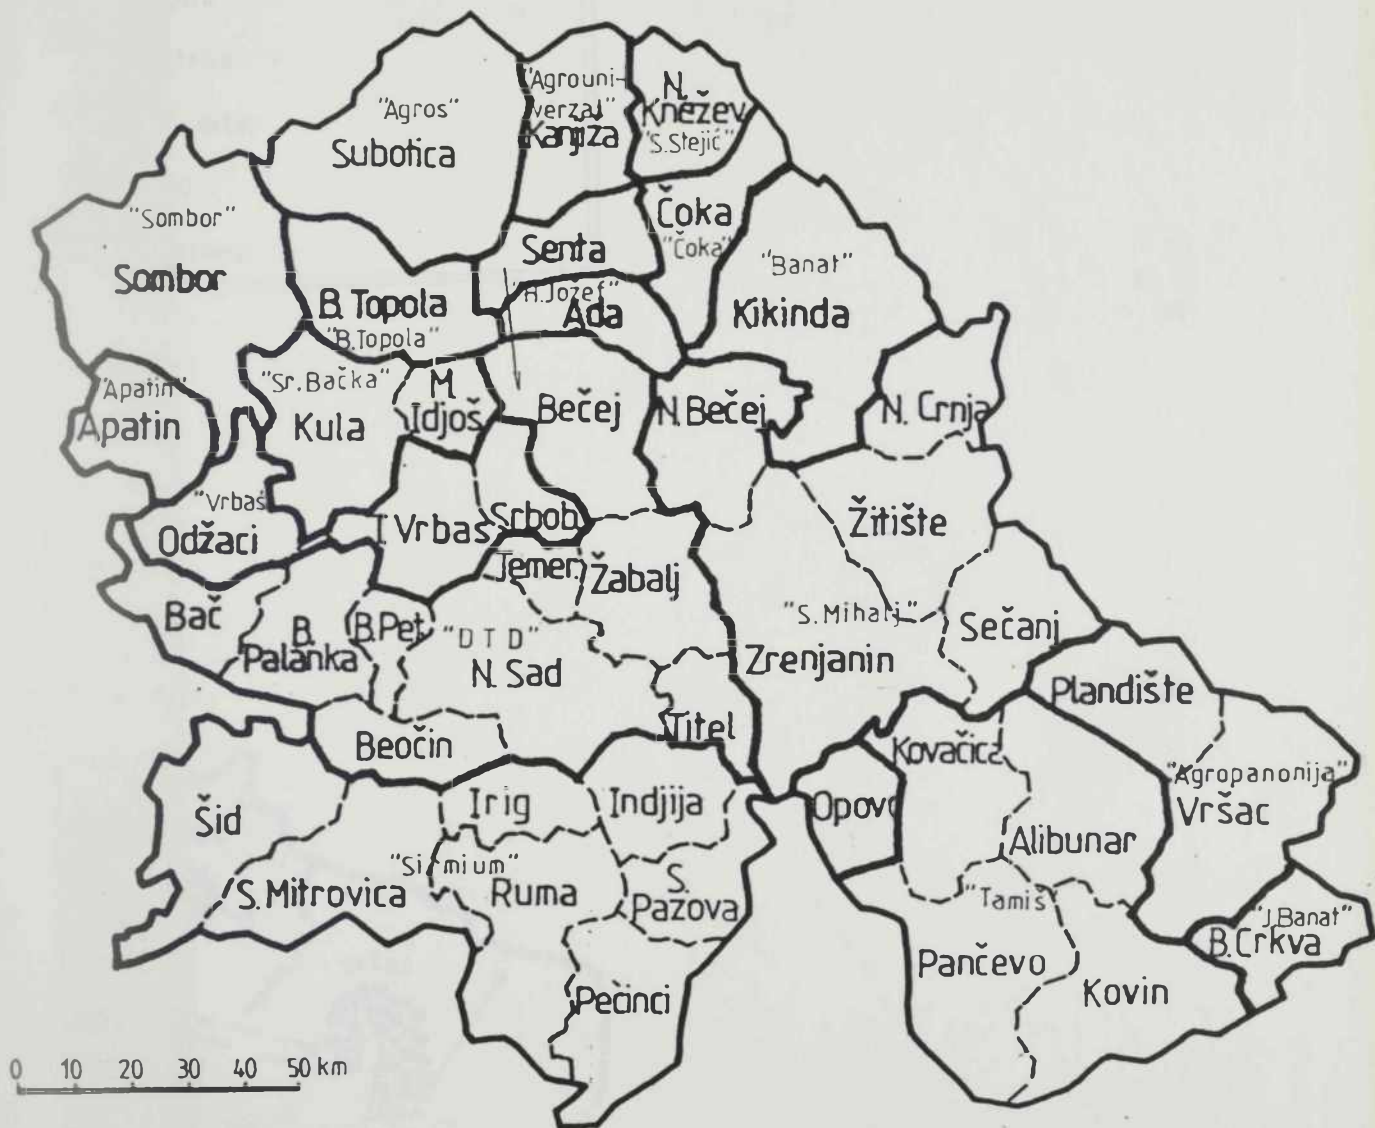 "Agros"
Subotica
"Agrouni-
verzal"
Kanjiža
N.
Knežev
"S.Stejić"
"Sombor"
Sombor
Čoka
"Čoka"
Senta
"Banat"
Kikinda
B. Topola
"B.Topola"
Ada
"Apatin"
Apatin
"Sr. Bačka"
Kula
M.
Idjoš
Bečej
N. Bečej
N. Crnja
"Vrbas
Odžaci
Vrbas
Srbob.
Žitište
Temer.
Žabalj
Bač
B.
Palanka
B.Pet.
"DTD"
N. Sad
"S. Mihalj"
Zrenjanin
Sečanj
Plandište
Titel
Beočin
Kovačica
"Agropanonija"
Vršac
Šid
Irig
Indjija
Opovo
Alibunar
"Sirmium"
S. Mitrovica
Ruma
S.
Pazova
"Tamiš
"J.Banat"
B.Crkva
Pančevo
Kovin
Pećinci
0 10 20 30 40 50 km